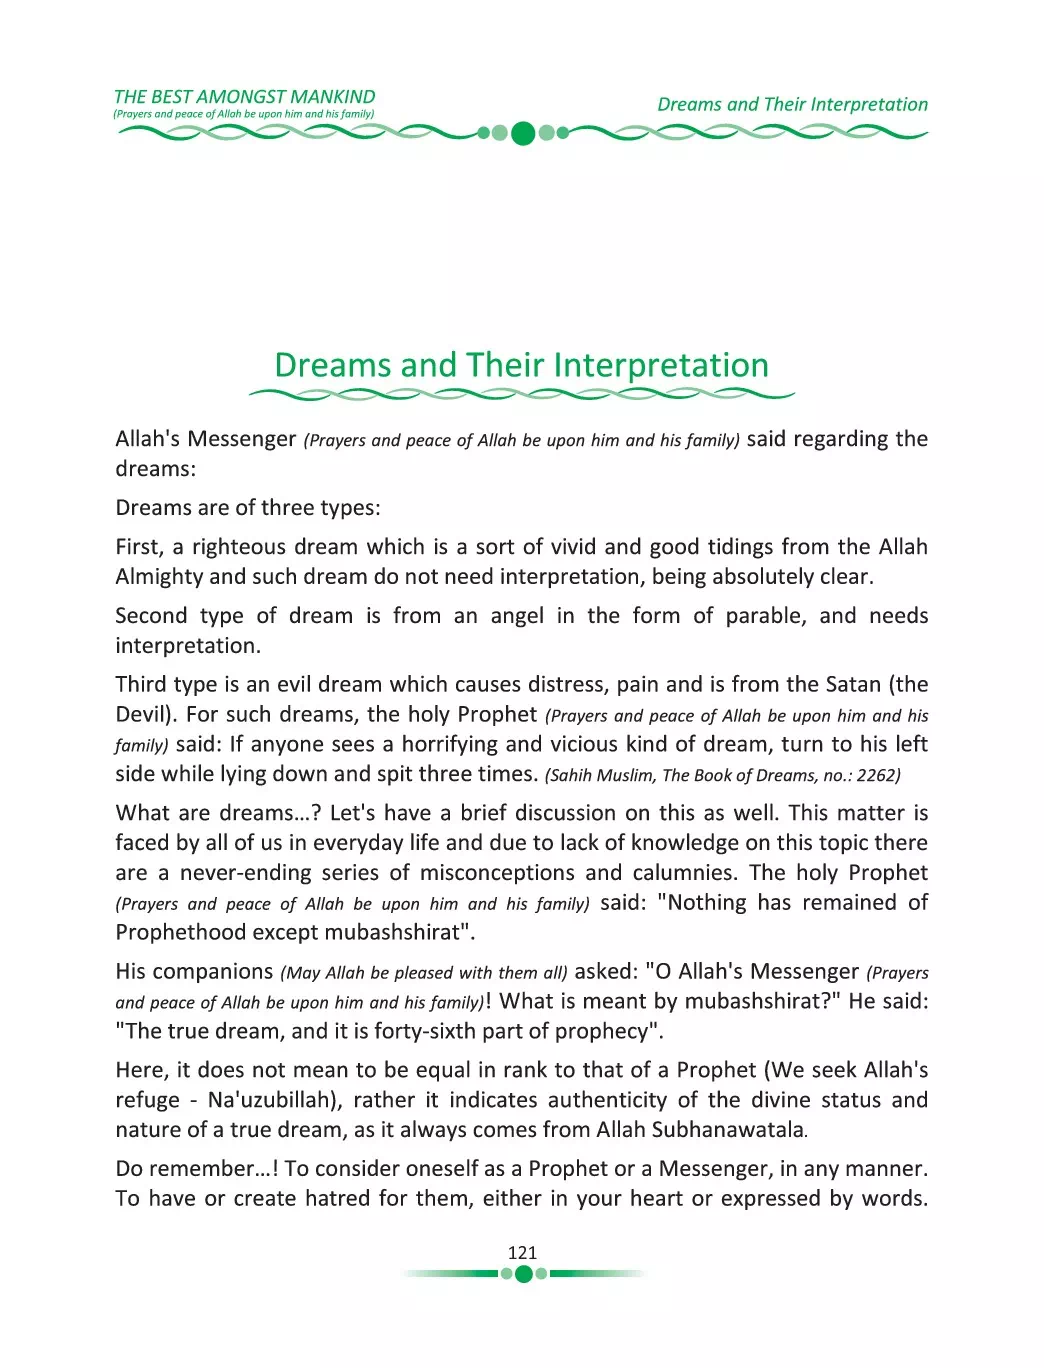 THE BEST AMONGST MANKIND
(Prayers and peace of Allah be upon him and his family)
Dreams and Their Interpretation
Dreams and Their Interpretation
Allah's Messenger (Prayers and peace of Allah be upon him and his family) said regarding the
dreams:
Dreams are of three types:
First, a righteous dream which is a sort of vivid and good tidings from the Allah
Almighty and such dream do not need interpretation, being absolutely clear.
Second type of dream is from an angel in the form of parable, and needs
interpretation.
Third type is an evil dream which causes distress, pain and is from the Satan (the
Devil). For such dreams, the holy Prophet (Prayers and peace of Allah be upon him and his
family) said: If anyone sees a horrifying and vicious kind of dream, turn to his left
side while lying down and spit three times. (Sahih Muslim, The Book of Dreams, no.: 2262)
What are dreams...? Let's have a brief discussion on this as well. This matter is
faced by all of us in everyday life and due to lack of knowledge on this topic there
are a never-ending series of misconceptions and calumnies. The holy Prophet
(Prayers and peace of Allah be upon him and his family) said: "Nothing has remained of
Prophethood except mubashshirat".
His companions (May Allah be pleased with them all) asked: "O Allah's Messenger (Prayers
and peace of Allah be upon him and his family)! What is meant by mubashshirat?" He said:
"The true dream, and it is forty-sixth part of prophecy".
Here, it does not mean to be equal in rank to that of a Prophet (We seek Allah's
refuge - Na'uzubillah), rather it indicates authenticity of the divine status and
nature of a true dream, as it always comes from Allah Subhanawatala.
Do remember...! To consider oneself as a Prophet or a Messenger, in any manner.
To have or create hatred for them, either in your heart or expressed by words.
121